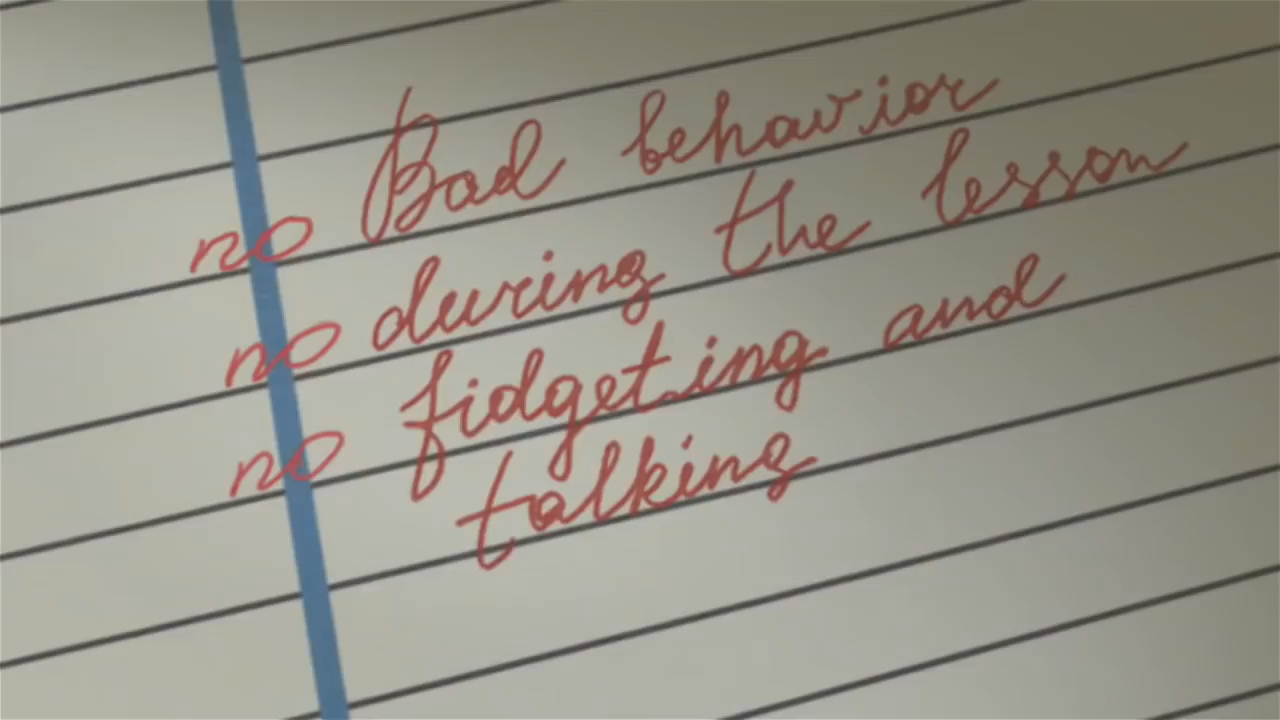 no Bad behavior
no during the lesson
no fidgeting and
talking